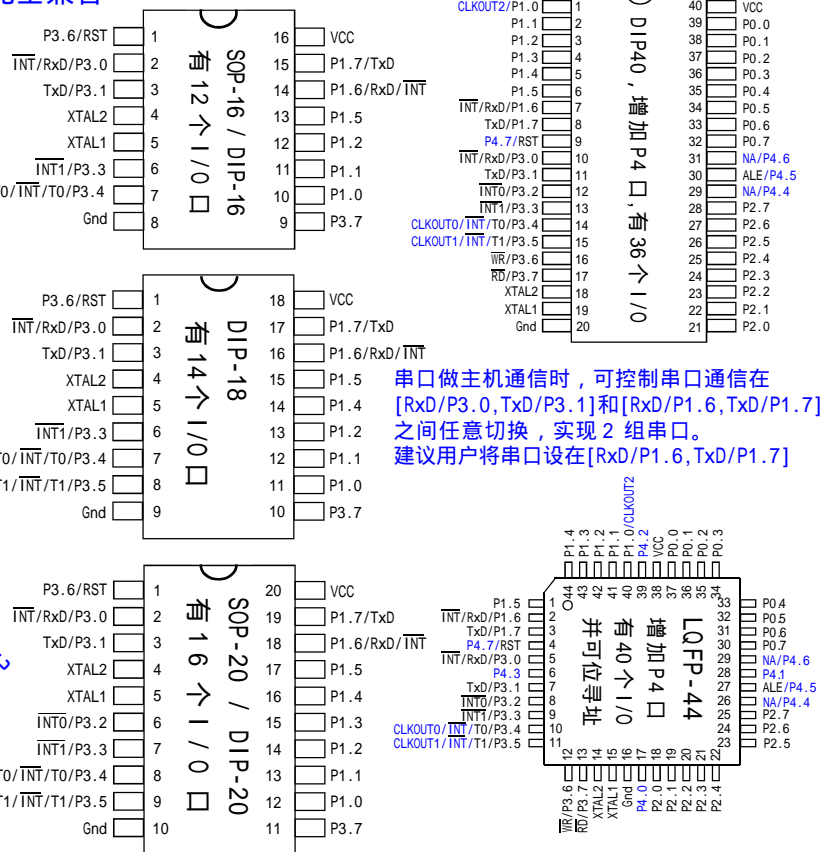 P3.6/RST 1
INT/RxD/P3.0 2
TxD/P3.1 3
XTAL2 4
XTAL1 5
INT1/P3.3 6
0/INT/T0/P3.4 7
Gnd 8
SOP-16 / DIP-16
有12个I/O口
16 VCC
15 P1.7/TxD
14 P1.6/RxD/INT
13 P1.5
12 P1.2
11 P1.1
10 P1.0
9 P3.7
CLKOUT2/P1.0 1
P1.1 2
P1.2 3
P1.3 4
P1.4 5
P1.5 6
INT/RxD/P1.6 7
TxD/P1.7 8
P4.7/RST 9
INT/RxD/P3.0 10
TxD/P3.1 11
INT0/P3.2 12
INT1/P3.3 13
CLKOUT0/INT/T0/P3.4 14
CLKOUT1/INT/T1/P3.5 15
WR/P3.6 16
RD/P3.7 17
XTAL2 18
XTAL1 19
Gnd 20
DIP40，增加P4口，有36个I/O
40 VCC
39 P0.0
38 P0.1
37 P0.2
36 P0.3
35 P0.4
34 P0.5
33 P0.6
32 P0.7
31 NA/P4.6
30 ALE/P4.5
29 NA/P4.4
28 P2.7
27 P2.6
26 P2.5
25 P2.4
24 P2.3
23 P2.2
22 P2.1
21 P2.0
P3.6/RST 1
INT/RxD/P3.0 2
TxD/P3.1 3
XTAL2 4
XTAL1 5
INT1/P3.3 6
T0/INT/T0/P3.4 7
T1/INT/T1/P3.5 8
Gnd 9
DIP-18
有14个I/O口
18 VCC
17 P1.7/TxD
16 P1.6/RxD/INT
15 P1.5
14 P1.4
13 P1.2
12 P1.1
11 P1.0
10 P3.7
串口做主机通信时，可控制串口通信在
[RxD/P3.0,TxD/P3.1]和[RxD/P1.6,TxD/P1.7]
之间任意切换，实现2 组串口。
建议用户将串口设在[RxD/P1.6,TxD/P1.7]
P3.6/RST 1
INT/RxD/P3.0 2
TxD/P3.1 3
XTAL2 4
XTAL1 5
INT0/P3.2 6
INT1/P3.3 7
T0/INT/T0/P3.4 8
T1/INT/T1/P3.5 9
Gnd 10
SOP-20 / DIP-20
有16个I/O口
20 VCC
19 P1.7/TxD
18 P1.6/RxD/INT
17 P1.5
16 P1.4
15 P1.3
14 P1.2
13 P1.1
12 P1.0
11 P3.7
P1.4 44
P1.3 43
P1.2 42
P1.1 41
P1.0/CLKOUT2 40
P4.2 39
VCC 38
P0.0 37
P0.1 36
P0.2 35
P0.3 34
P1.5 1
INT/RxD/P1.6 2
TxD/P1.7 3
P4.7/RST 4
INT/RxD/P3.0 5
P4.3 6
TxD/P3.1 7
INT0/P3.2 8
INT1/P3.3 9
CLKOUT0/INT/T0/P3.4 10
CLKOUT1/INT/T1/P3.5 11
LQFP-44
增加P4口
有40个I/O
并可位寻址
33 P0.4
32 P0.5
31 P0.6
30 P0.7
29 NA/P4.6
28 P4.1
27 ALE/P4.5
26 NA/P4.4
25 P2.7
24 P2.6
23 P2.5
12 WR/P3.6
13 RD/P3.7
14 XTAL2
15 XTAL1
16 Gnd
17 P4.0
18 P2.0
19 P2.1
20 P2.2
21 P2.3
22 P2.4